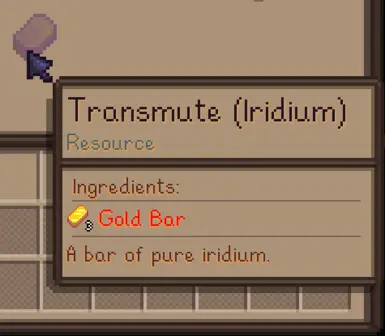 Transmute (Iridium)
Resource
Ingredients:
Gold Bar
A bar of pure iridium.